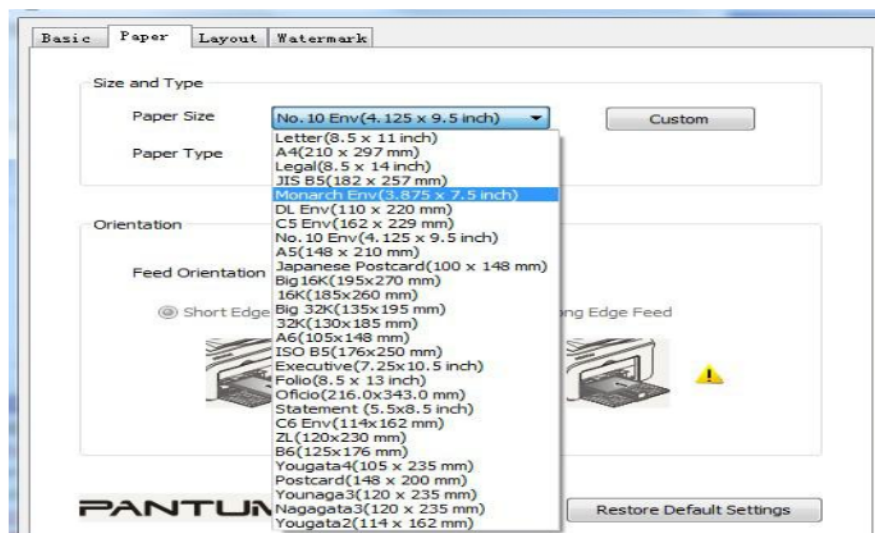 Basic Paper Layout Watermark
Size and Type
Paper Size No. 10 Env(4.125 x 9.5 inch) Custom
Paper Type
Letter(8.5 x 11 inch)
A4(210 x 297 mm)
Legal(8.5 x 14 inch)
JIS B5(182 x 257 mm)
Monarch Env(3.875 x 7.5 inch)
DL Env(110 x 220 mm)
C5 Env(162 x 229 mm)
No. 10 Env(4.125 x 9.5 inch)
A5(148 x 210 mm)
Japanese Postcard(100 x 148 mm)
Big16K(195x270 mm)
16K(185x260 mm)
Big 32K(135x195 mm)
32K(130x185 mm)
A6(105x148 mm)
ISO B5(176x250 mm)
Executive(7.25x10.5 inch)
Folio(8.5 x 13 inch)
Oficio(216.0x343.0 mm)
Statement (5.5x8.5 inch)
C6 Env(114x162 mm)
ZL(120x230 mm)
B6(125x176 mm)
Yougata4(105 x 235 mm)
Postcard(148 x 200 mm)
Younaga3(120 x 235 mm)
Nagagata3(120 x 235 mm)
Yougata2(114 x 162 mm)
Orientation
Feed Orientation
Short Edge Edge Feed
PANTUM Restore Default Settings